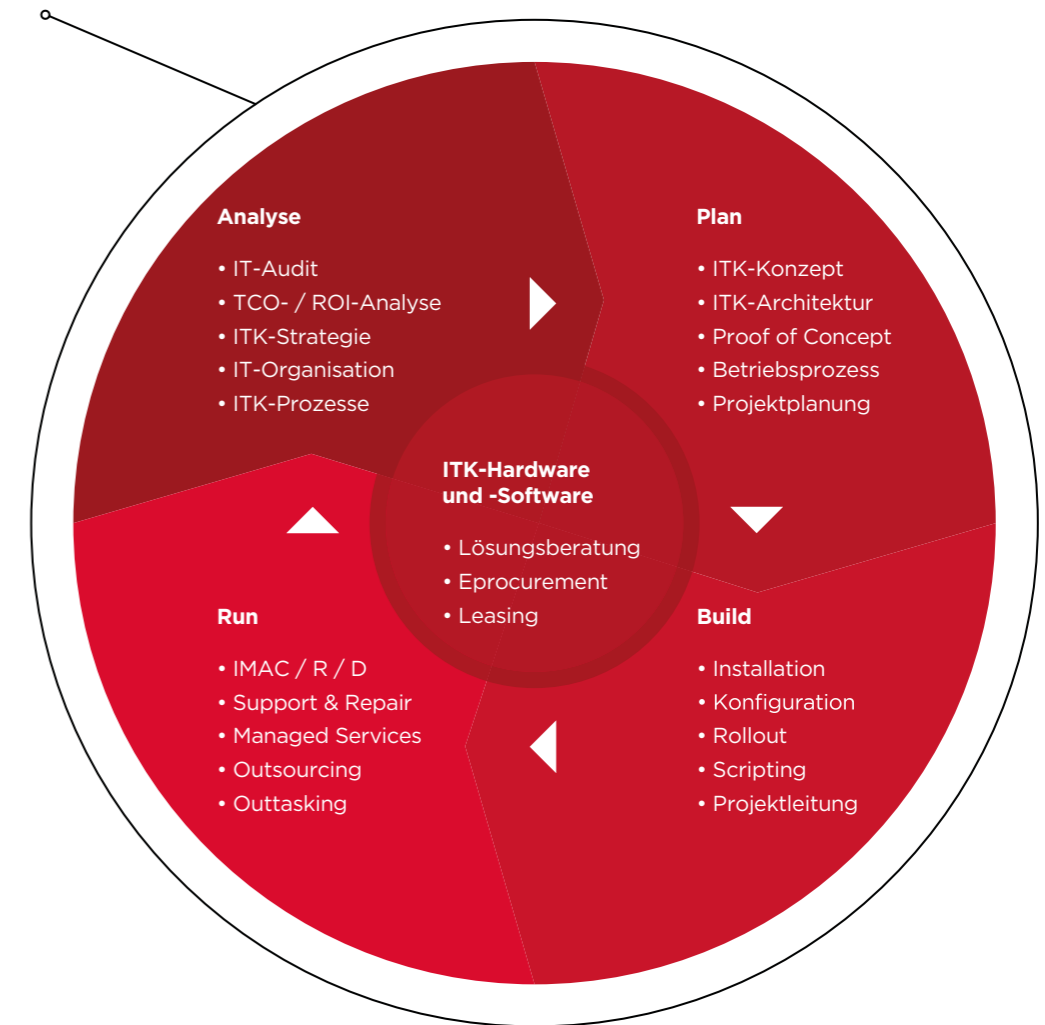 Analyse
• IT-Audit
• TCO- / ROI-Analyse
• ITK-Strategie
• IT-Organisation
• ITK-Prozesse
Plan
• ITK-Konzept
• ITK-Architektur
• Proof of Concept
• Betriebsprozess
• Projektplanung
ITK-Hardware
und -Software
• Lösungsberatung
• Eprocurement
• Leasing
Run
• IMAC / R / D
• Support & Repair
• Managed Services
• Outsourcing
• Outtasking
Build
• Installation
• Konfiguration
• Rollout
• Scripting
• Projektleitung